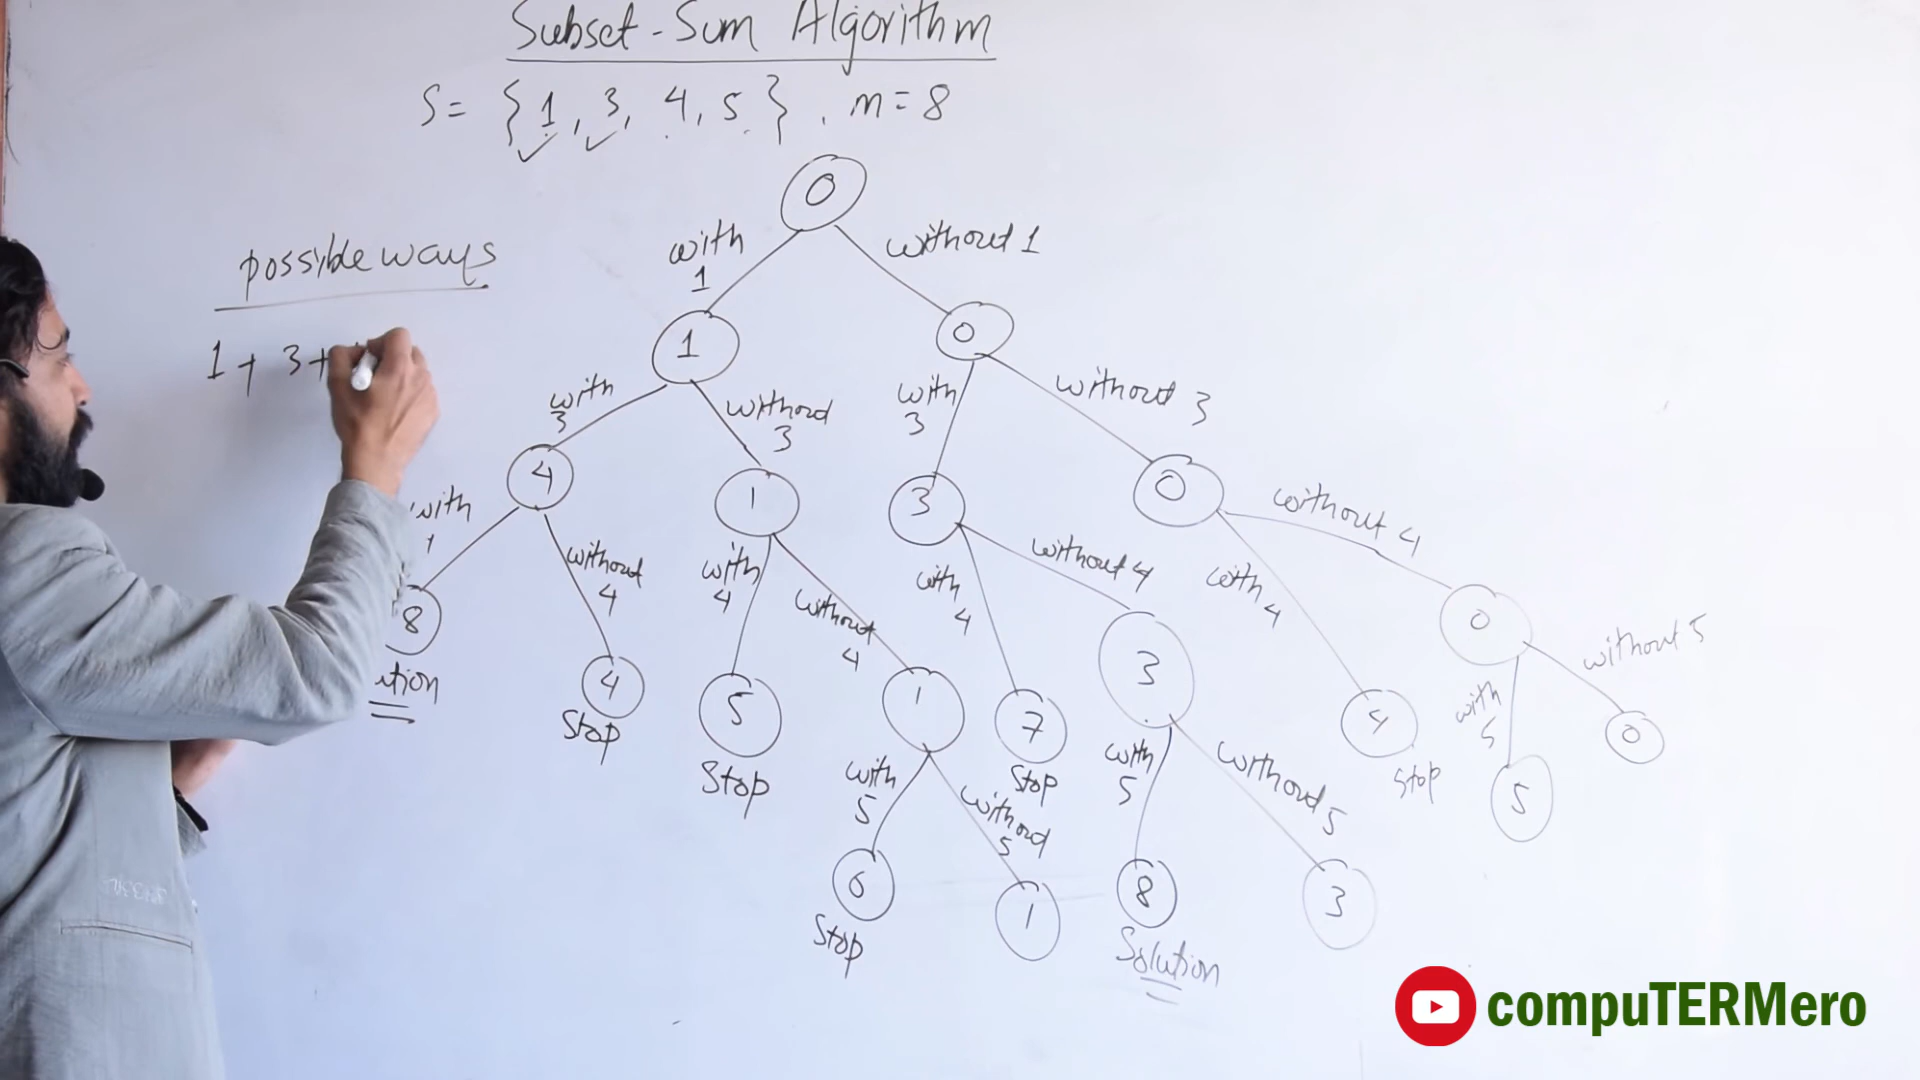 Subset-Sum Algorithm
S = {1, 3, 4, 5} . m = 8
0
with 1
without 1
possible ways
1 + 3 +
1
0
with 3
without 3
with 3
without 3
4
1
3
0
with
without 4
with 4
without 4
with 4
without 4
with 4
without 4
8
4
Stop
5
Stop
1
7
Stop
3
4
Stop
0
with 5
without 5
with 5
without 5
with 5
without 5
6
Stop
1
8
Solution
3
5
0
compuTERMero